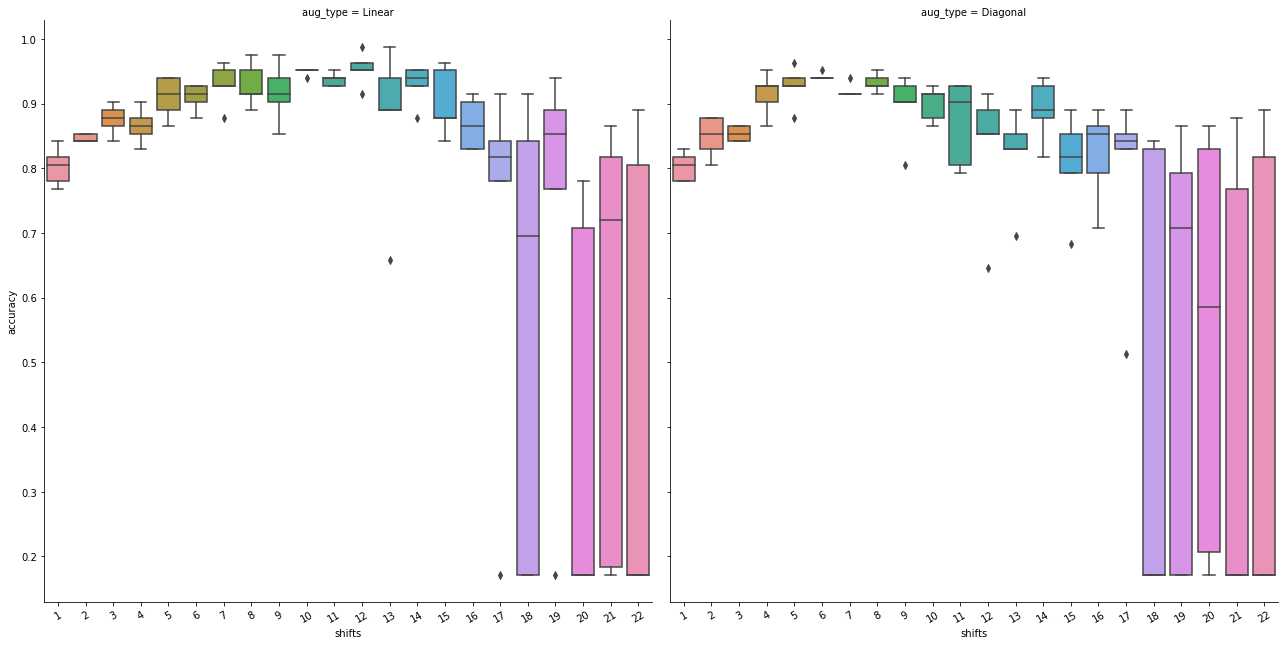 aug_type = Linear
aug_type = Diagonal
accuracy
1.0
0.9
0.8
0.7
0.6
0.5
0.4
0.3
0.2
1 2 3 4 5 6 7 8 9 10 11 12 13 14 15 16 17 18 19 20 21 22
1 2 3 4 5 6 7 8 9 10 11 12 13 14 15 16 17 18 19 20 21 22
shifts
shifts